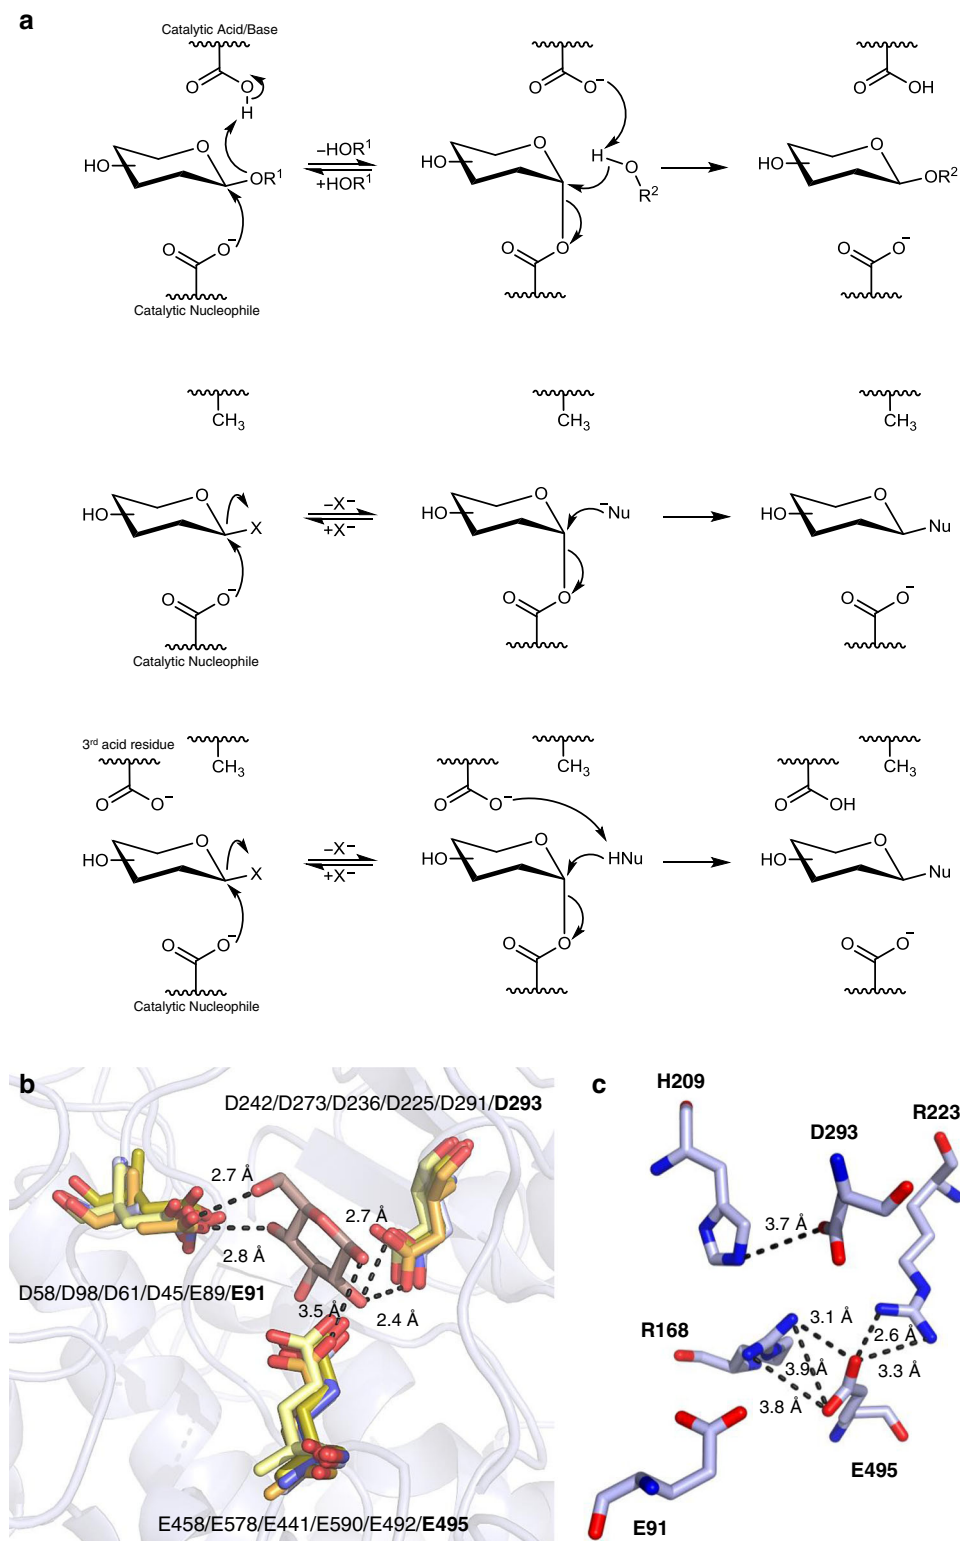 a
Catalytic Acid/Base
O
O
H
HO
O
OR¹
O
O⁻
Catalytic Nucleophile
–HOR¹
+HOR¹
O
O⁻
HO
O
H
O
R²
O
O
O
OH
HO
O
OR²
O
O⁻
CH₃
HO
O
X
O
O⁻
Catalytic Nucleophile
–X⁻
+X⁻
CH₃
HO
O
⁻Nu
O
O
CH₃
HO
O
Nu
O
O⁻
3ʳᵈ acid residue
CH₃
O
O⁻
HO
O
X
O
O⁻
Catalytic Nucleophile
–X⁻
+X⁻
CH₃
O
O⁻
HO
O
HNu
O
O
CH₃
O
OH
HO
O
Nu
O
O⁻
b
D242/D273/D236/D225/D291/D293
2.7 Å
2.7 Å
2.8 Å
D58/D98/D61/D45/E89/E91
3.5 Å
2.4 Å
E458/E578/E441/E590/E492/E495
c
H209
D293
R223
3.7 Å
R168
3.1 Å
2.6 Å
3.9 Å
3.3 Å
3.8 Å
E495
E91